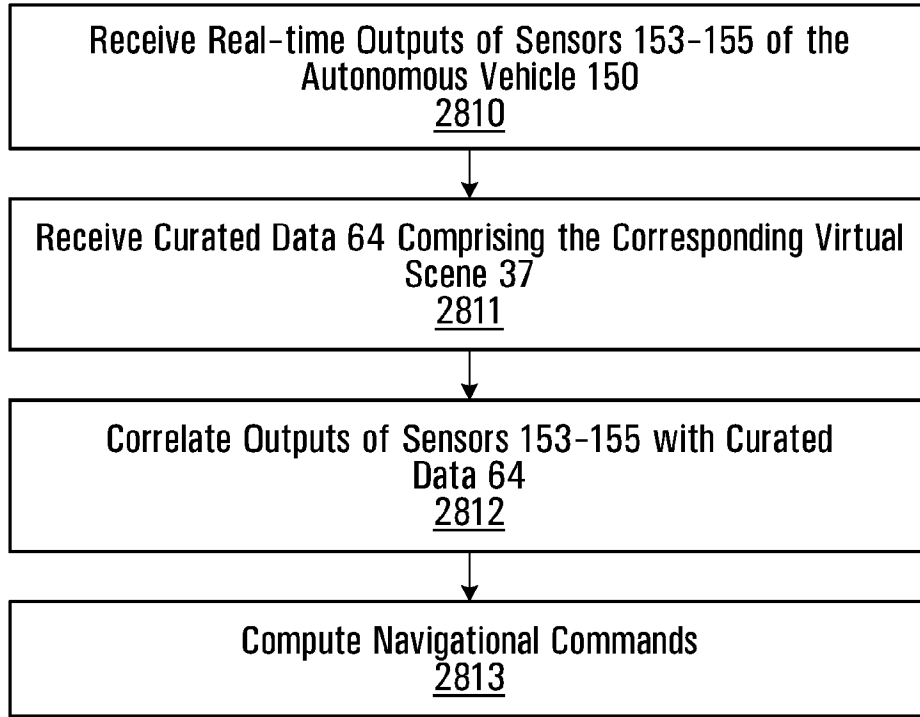 Receive Real-time Outputs of Sensors 153-155 of the
Autonomous Vehicle 150
2810
Receive Curated Data 64 Comprising the Corresponding Virtual
Scene 37
2811
Correlate Outputs of Sensors 153-155 with Curated
Data 64
2812
Compute Navigational Commands
2813